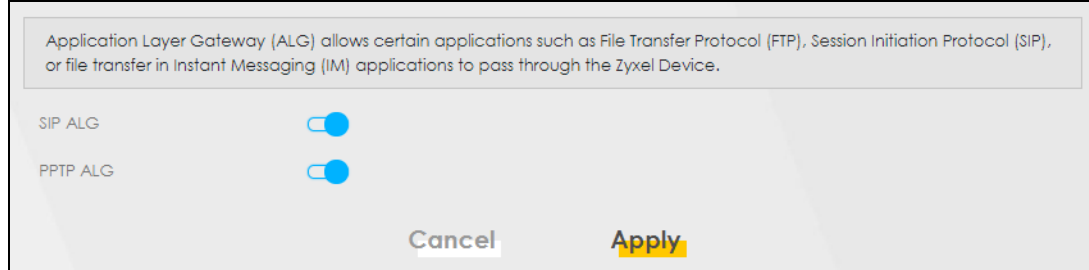 Application Layer Gateway (ALG) allows certain applications such as File Transfer Protocol (FTP), Session Initiation Protocol (SIP),
or file transfer in Instant Messaging (IM) applications to pass through the Zyxel Device.
SIP ALG
PPTP ALG
Cancel Apply